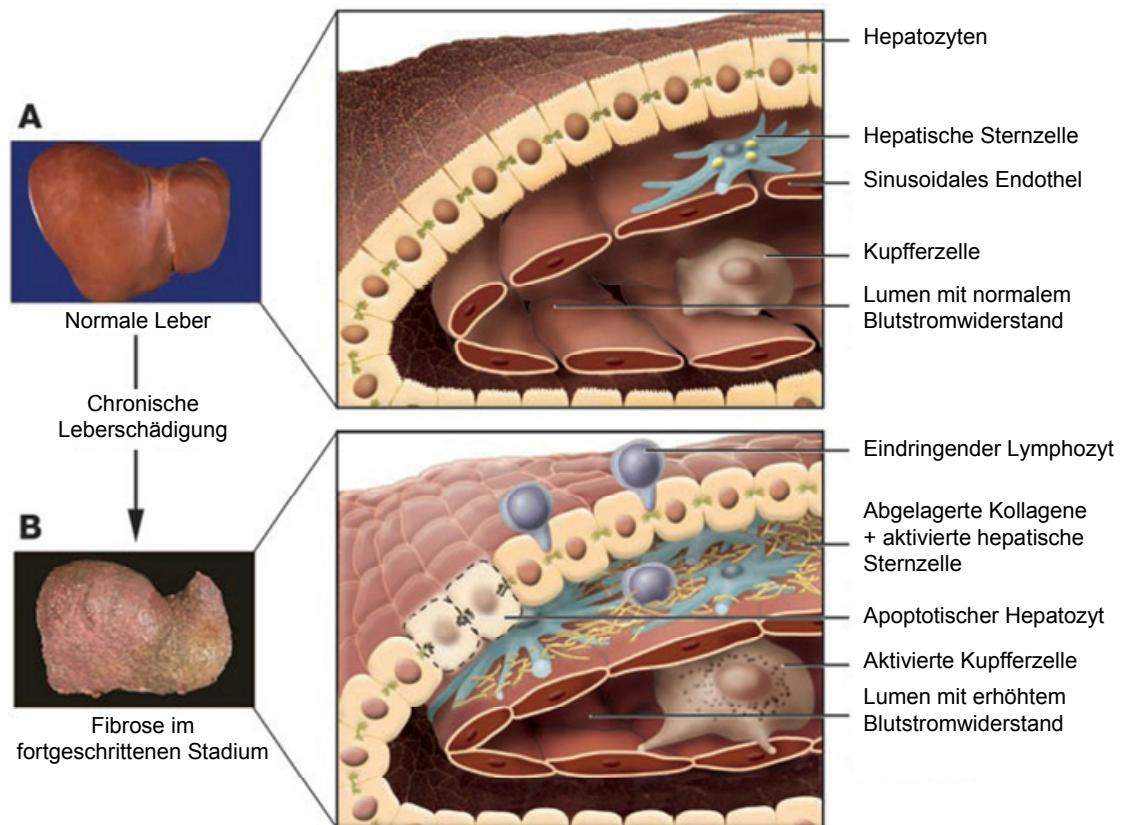 A
Normale Leber
Chronische
Leberschädigung
B
Fibrose im
fortgeschrittenen Stadium
Hepatozyten
Hepatische Sternzelle
Sinusoidales Endothel
Kupfferzelle
Lumen mit normalem
Blutstromwiderstand
Eindringender Lymphozyt
Abgelagerte Kollagene
+ aktivierte hepatische
Sternzelle
Apoptotischer Hepatozyt
Aktivierte Kupfferzelle
Lumen mit erhöhtem
Blutstromwiderstand